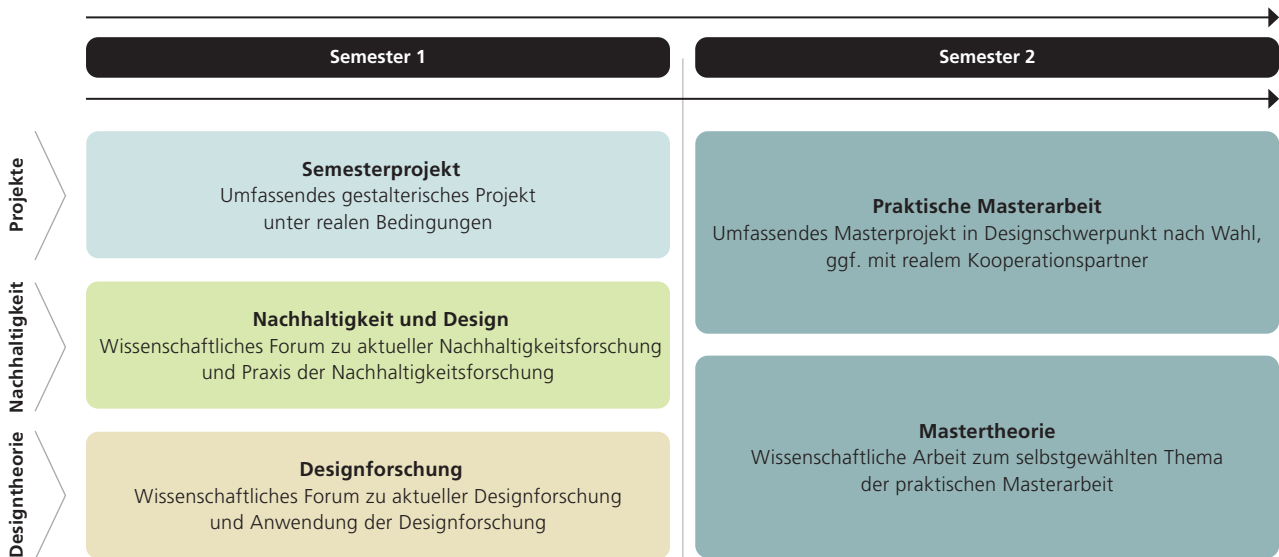 Semester 1
Semester 2
Projekte
Semesterprojekt
Umfassendes gestalterisches Projekt
unter realen Bedingungen
Praktische Masterarbeit
Umfassendes Masterprojekt in Designschwerpunkt nach Wahl,
ggf. mit realem Kooperationspartner
Nachhaltigkeit
Nachhaltigkeit und Design
Wissenschaftliches Forum zu aktueller Nachhaltigkeitsforschung
und Praxis der Nachhaltigkeitsforschung
Mastertheorie
Wissenschaftliche Arbeit zum selbstgewählten Thema
der praktischen Masterarbeit
Designtheorie
Designforschung
Wissenschaftliches Forum zu aktueller Designforschung
und Anwendung der Designforschung